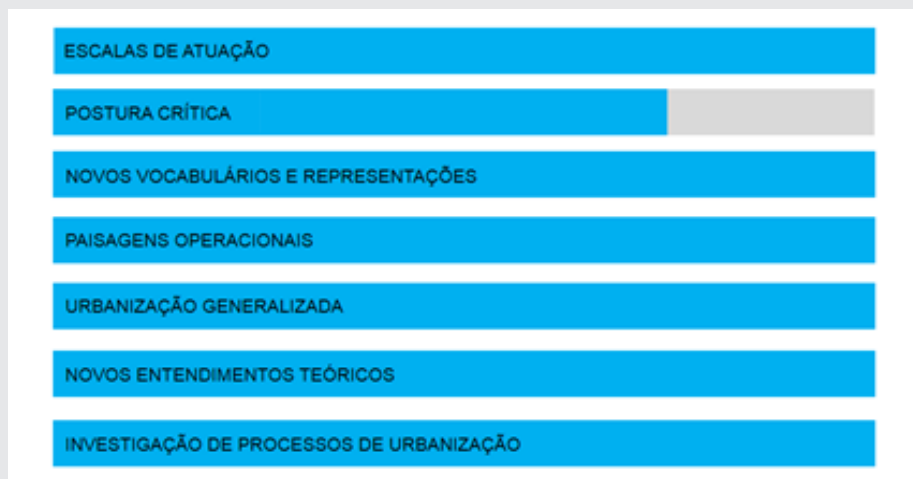 ESCALAS DE ATUAÇÃO
POSTURA CRÍTICA
NOVOS VOCABULÁRIOS E REPRESENTAÇÕES
PAISAGENS OPERACIONAIS
URBANIZAÇÃO GENERALIZADA
NOVOS ENTENDIMENTOS TEÓRICOS
INVESTIGAÇÃO DE PROCESSOS DE URBANIZAÇÃO